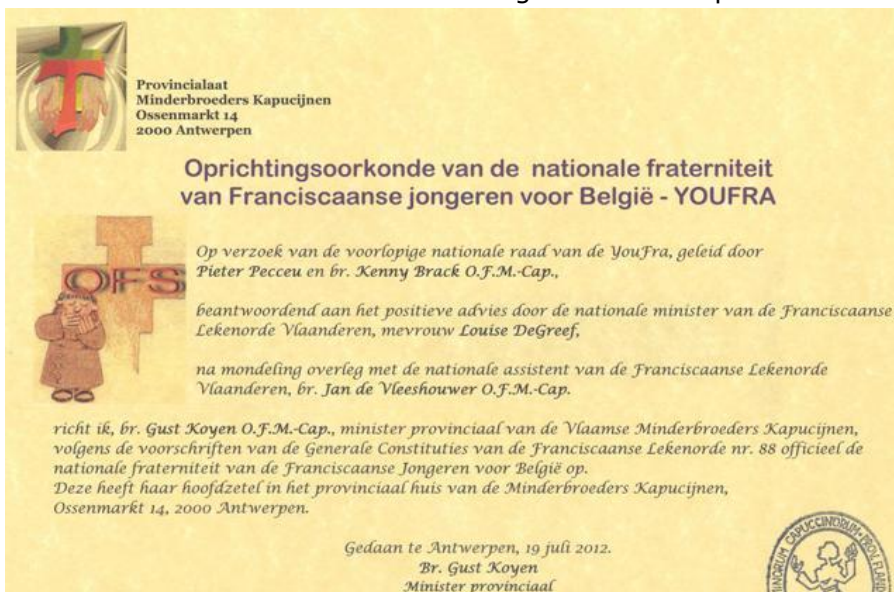 Provincialaat
Minderbroeders Kapucijnen
Ossenmarkt 14
2000 Antwerpen
Oprichtingsoorkonde van de nationale fraterniteit
van Franciscaanse jongeren voor België - YOUFRA
OFS
Op verzoek van de voorlopige nationale raad van de YouFra, geleid door
Pieter Pecceu en br. Kenny Brack O.F.M.-Cap.,
beantwoordend aan het positieve advies door de nationale minister van de Franciscaanse
Lekenorde Vlaanderen, mevrouw Louise DeGreef,
na mondeling overleg met de nationale assistent van de Franciscaanse Lekenorde
Vlaanderen, br. Jan de Vleeshouwer O.F.M.-Cap.
richt ik, br. Gust Koyen O.F.M.-Cap., minister provinciaal van de Vlaamse Minderbroeders Kapucijnen,
volgens de voorschriften van de Generale Constituties van de Franciscaanse Lekenorde nr. 88 officieel de
nationale fraterniteit van de Franciscaanse Jongeren voor België op.
Deze heeft haar hoofdzetel in het provinciaal huis van de Minderbroeders Kapucijnen,
Ossenmarkt 14, 2000 Antwerpen.
Gedaan te Antwerpen, 19 juli 2012.
Br. Gust Koyen
Minister provinciaal
CAPUCCINORUM